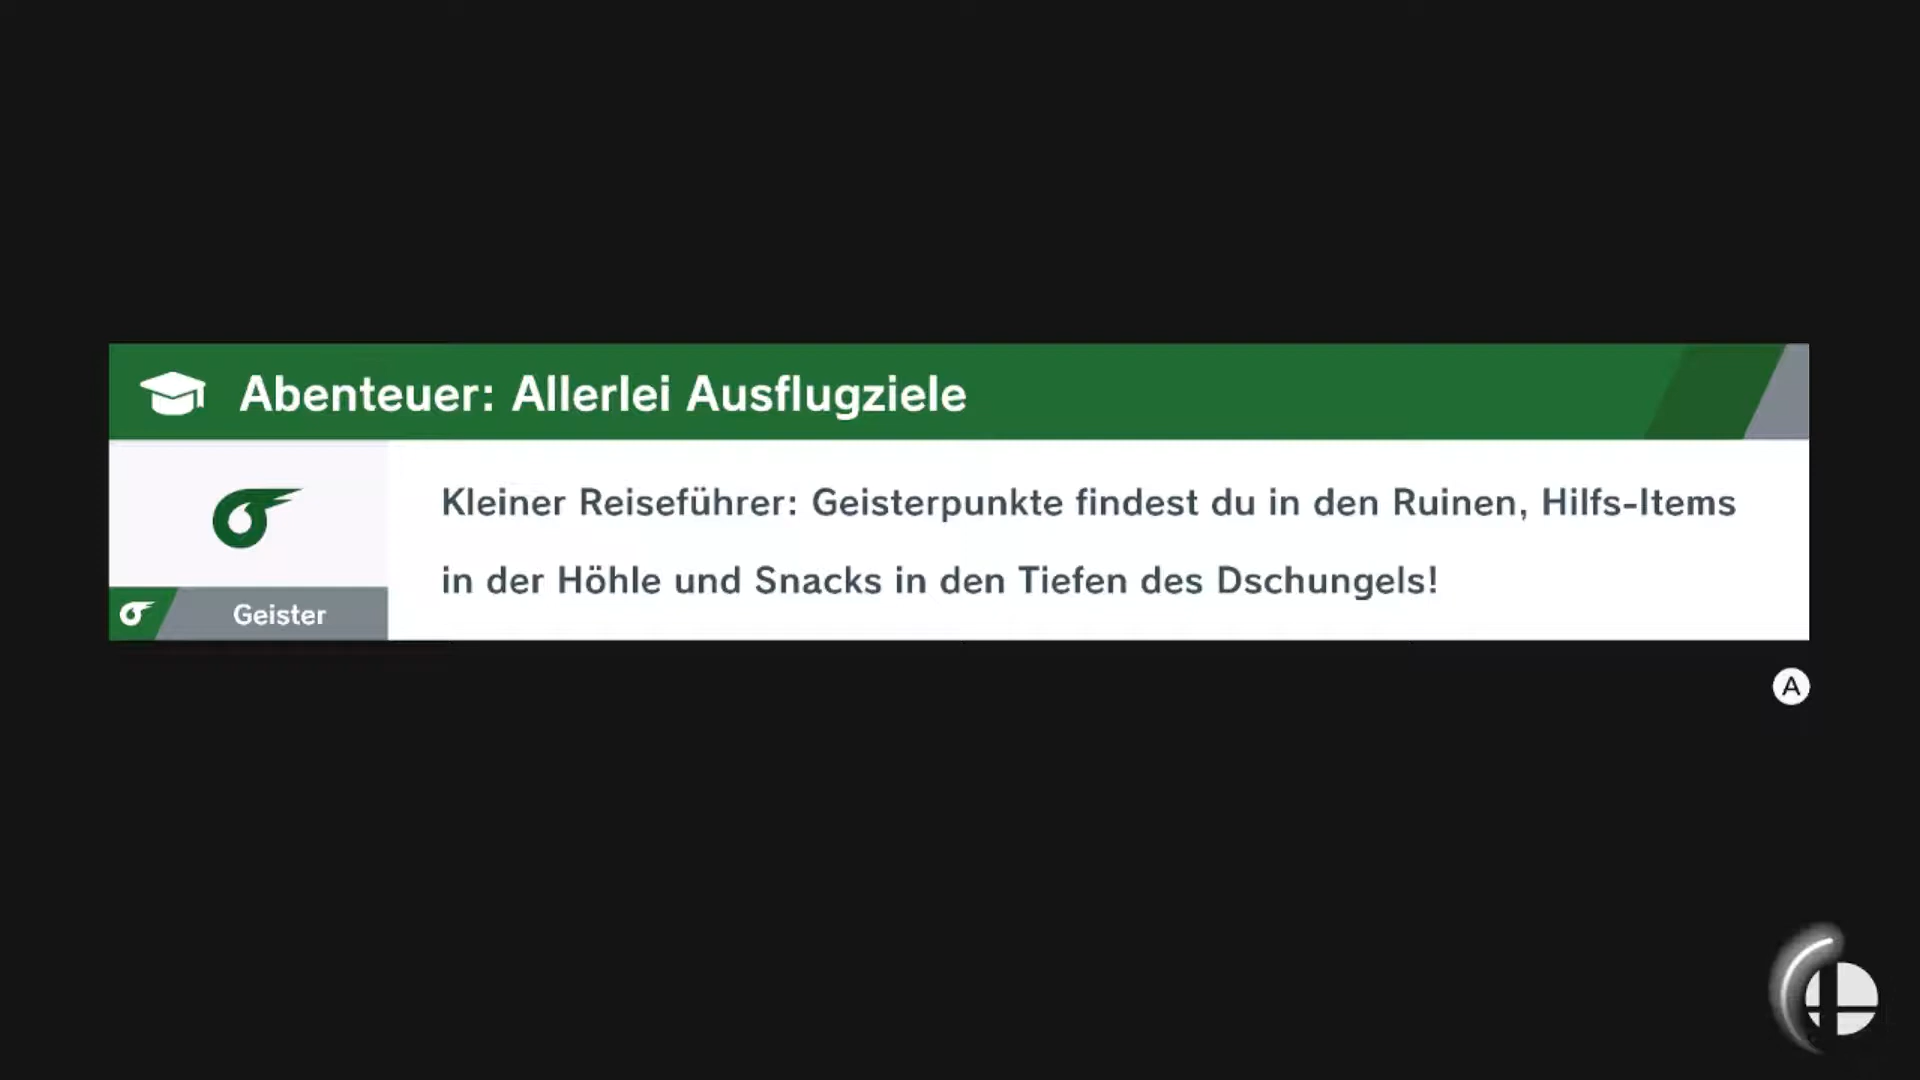 Abenteuer: Allerlei Ausflugziele
Kleiner Reiseführer: Geisterpunkte findest du in den Ruinen, Hilfs-Items
in der Höhle und Snacks in den Tiefen des Dschungels!
Geister
A